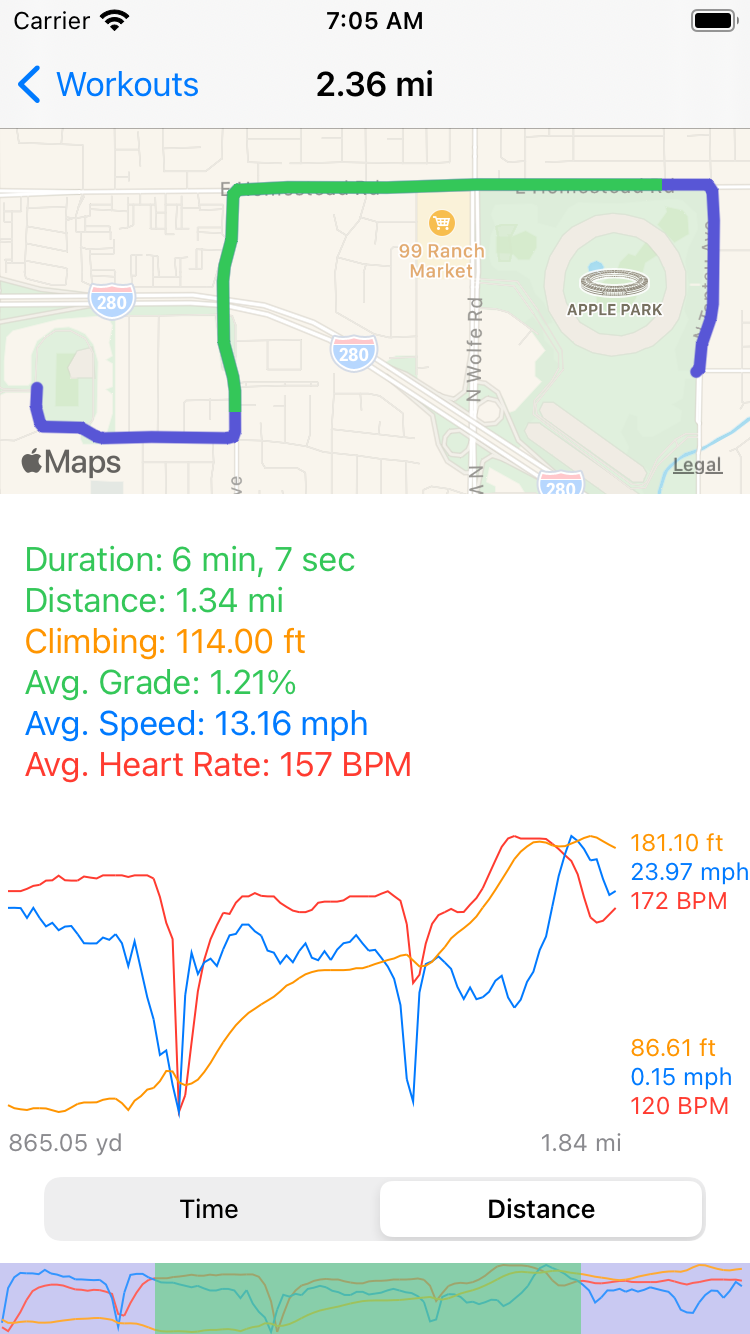 Carrier 7:05 AM
Workouts 2.36 mi
E Homestead Rd E Homestead Rd
99 Ranch
Market
280
APPLE PARK
N Wolfe Rd
N Tantau Ave
280
Maps
Legal
280
ve
N W
Duration: 6 min, 7 sec
Distance: 1.34 mi
Climbing: 114.00 ft
Avg. Grade: 1.21%
Avg. Speed: 13.16 mph
Avg. Heart Rate: 157 BPM
181.10 ft
23.97 mph
172 BPM
86.61 ft
0.15 mph
120 BPM
865.05 yd 1.84 mi
Time Distance